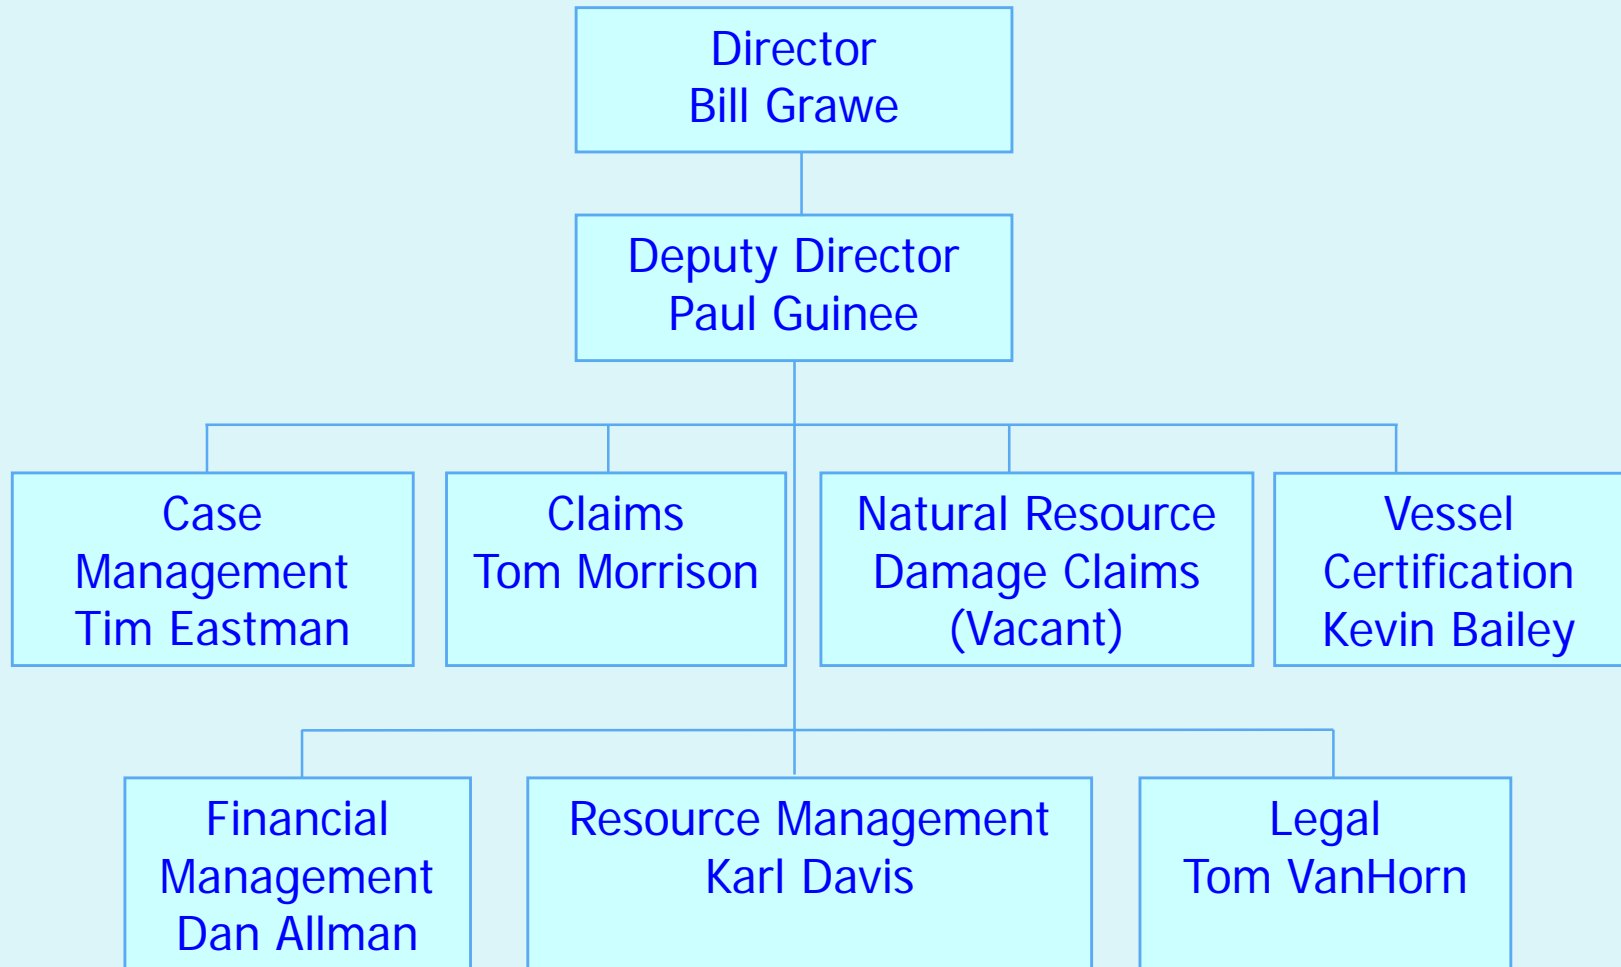 Director
Bill Grawe
Deputy Director
Paul Guinee
Case
Management
Tim Eastman
Claims
Tom Morrison
Natural Resource
Damage Claims
(Vacant)
Vessel
Certification
Kevin Bailey
Financial
Management
Dan Allman
Resource Management
Karl Davis
Legal
Tom VanHorn